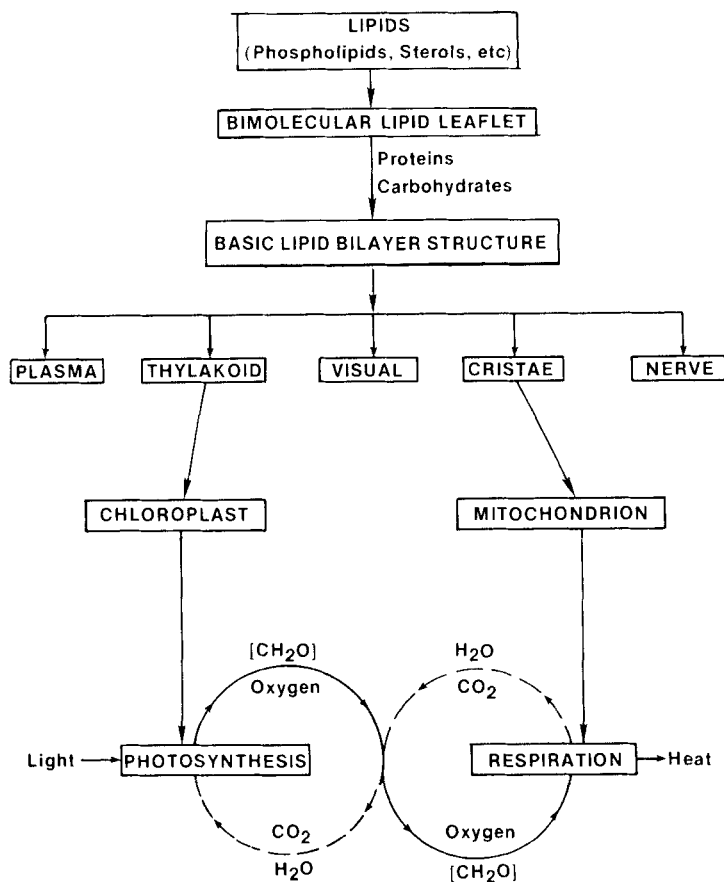 LIPIDS
(Phospholipids, Sterols, etc)
BIMOLECULAR LIPID LEAFLET
Proteins
Carbohydrates
BASIC LIPID BILAYER STRUCTURE
PLASMA THYLAKOID VISUAL CRISTAE NERVE
CHLOROPLAST MITOCHONDRION
[CH2O] H2O
Oxygen CO2
Light PHOTOSYNTHESIS RESPIRATION Heat
CO2 Oxygen
H2O [CH2O]